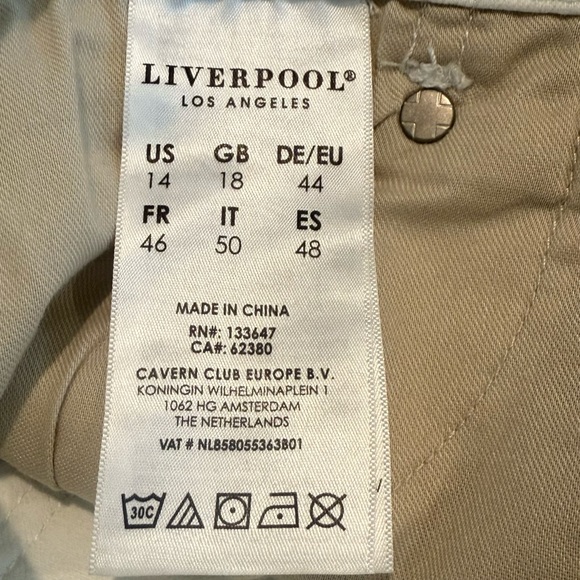 LIVERPOOL®
LOS ANGELES
US GB DE/EU
14 18 44
FR IT ES
46 50 48
MADE IN CHINA
RN#: 133647
CA#: 62380
CAVERN CLUB EUROPE B.V.
KONINGIN WILHELMINAPLEIN 1
1062 HG AMSTERDAM
THE NETHERLANDS
VAT # NL858055363B01
30C